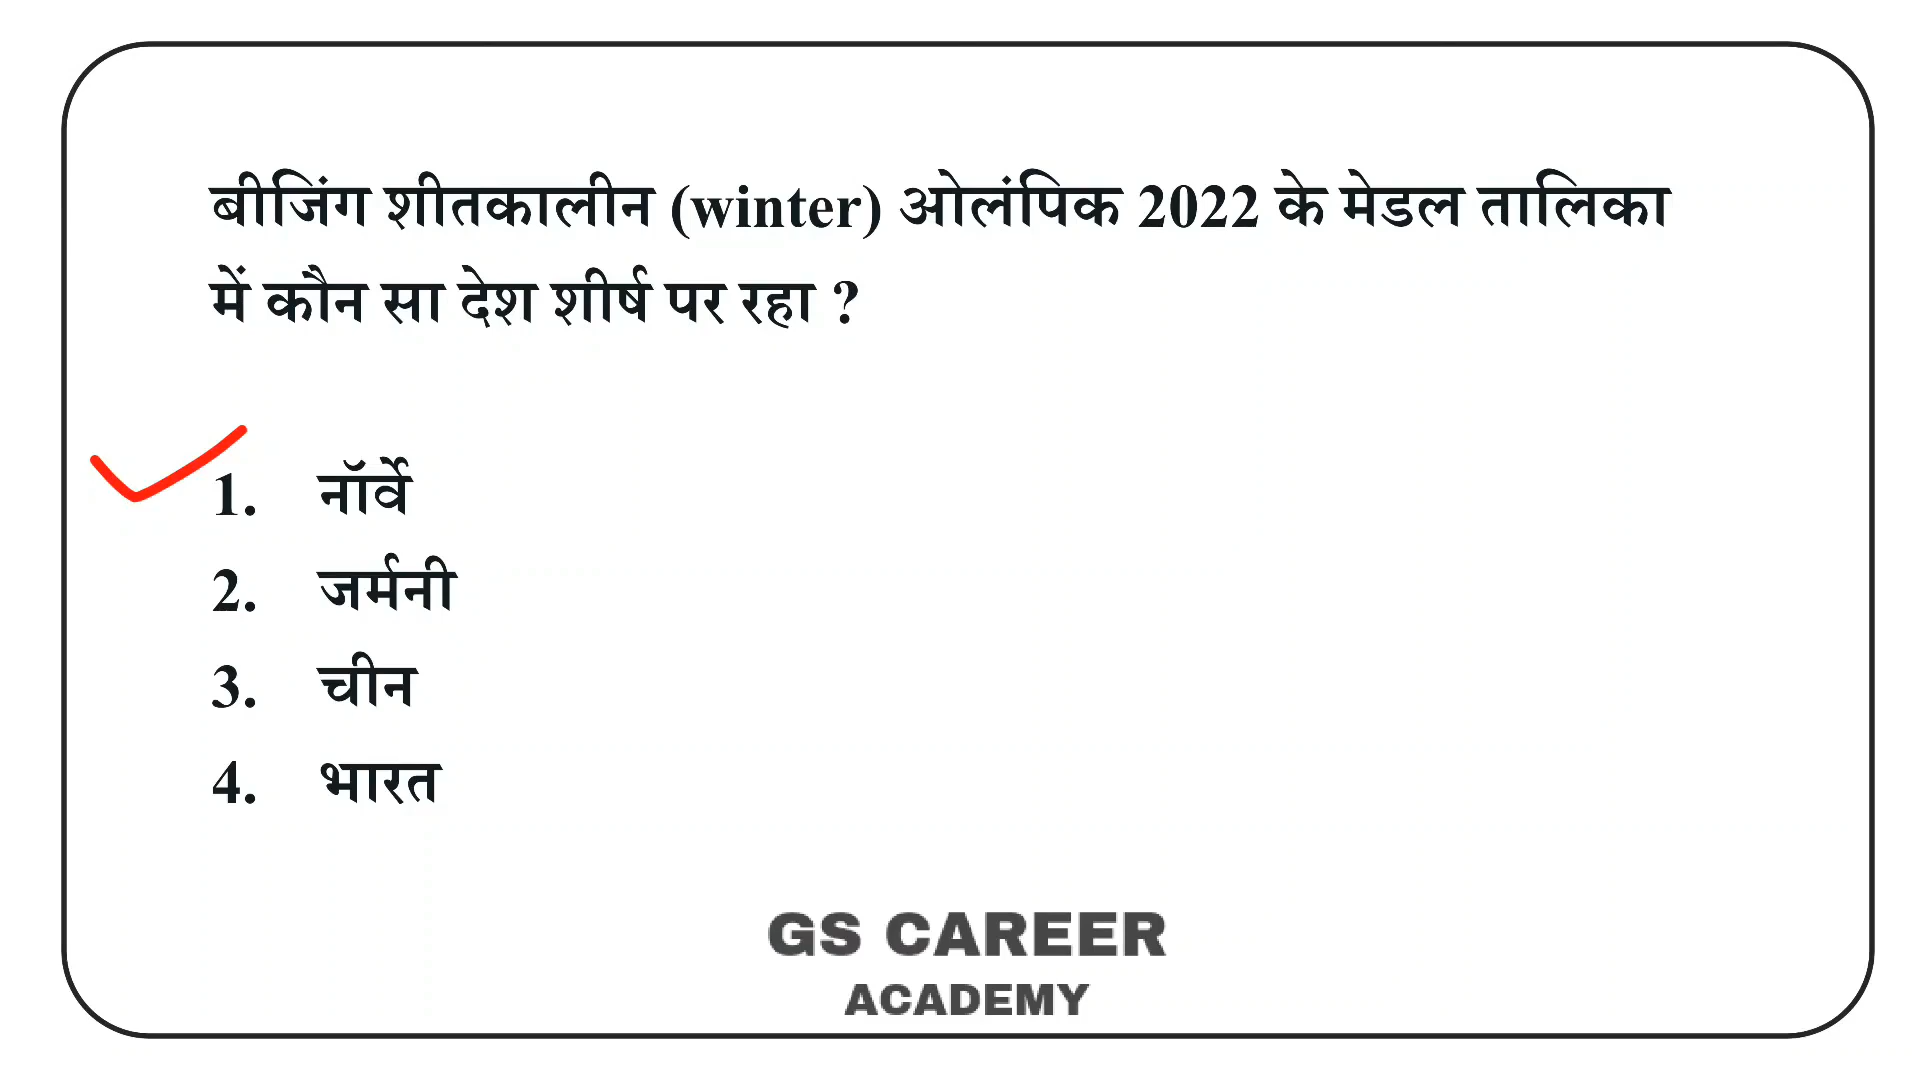 बीजिंग शीतकालीन (winter) ओलंपिक 2022 के मेडल तालिका
में कौन सा देश शीर्ष पर रहा ?
1. नॉर्वे
2. जर्मनी
3. चीन
4. भारत
GS CAREER
ACADEMY